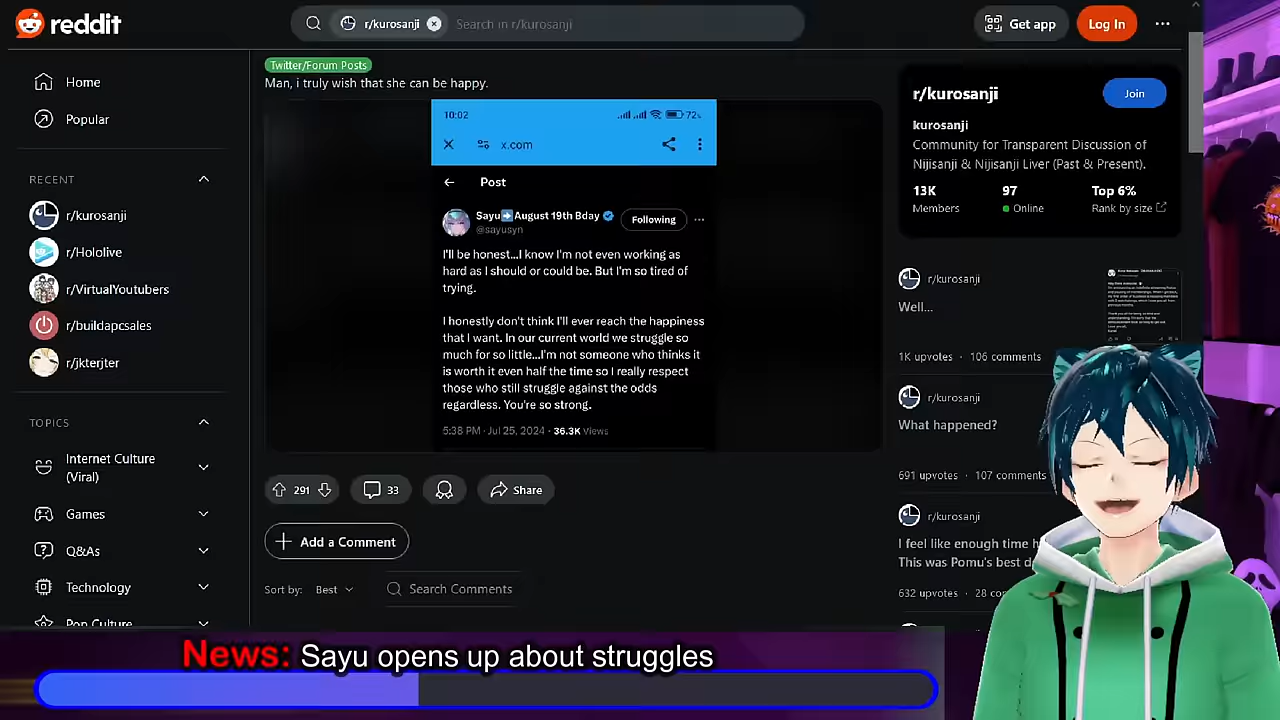 reddit
r/kurosanji
Search in r/kurosanji
Get app
Log In
Home
Popular
RECENT
r/kurosanji
r/Hololive
r/VirtualYoutubers
r/buildapcsales
r/jkterjter
TOPICS
Internet Culture
(Viral)
Games
Q&As
Technology
Pop Culture
Twitter/Forum Posts
Man, i truly wish that she can be happy.
10:02
72%
x.com
Post
Sayu➡️August 19th Bday
Following
@sayusyn
I'll be honest...I know I'm not even working as
hard as I should or could be. But I'm so tired of
trying.
I honestly don't think I'll ever reach the happiness
that I want. In our current world we struggle so
much for so little...I'm not someone who thinks it
is worth it even half the time so I really respect
those who still struggle against the odds
regardless. You're so strong.
5:38 PM · Jul 25, 2024 · 36.3K Views
291
33
Share
Add a Comment
Sort by:
Best
Search Comments
r/kurosanji
Join
kurosanji
Community for Transparent Discussion of
Nijisanji & Nijisanji Liver (Past & Present).
13K
97
Top 6%
Members
Online
Rank by size
r/kurosanji
Well...
1K upvotes · 106 comments
r/kurosanji
What happened?
691 upvotes · 107 comments
r/kurosanji
I feel like enough time h
This was Pomu's best d
632 upvotes · 28 com
News: Sayu opens up about struggles